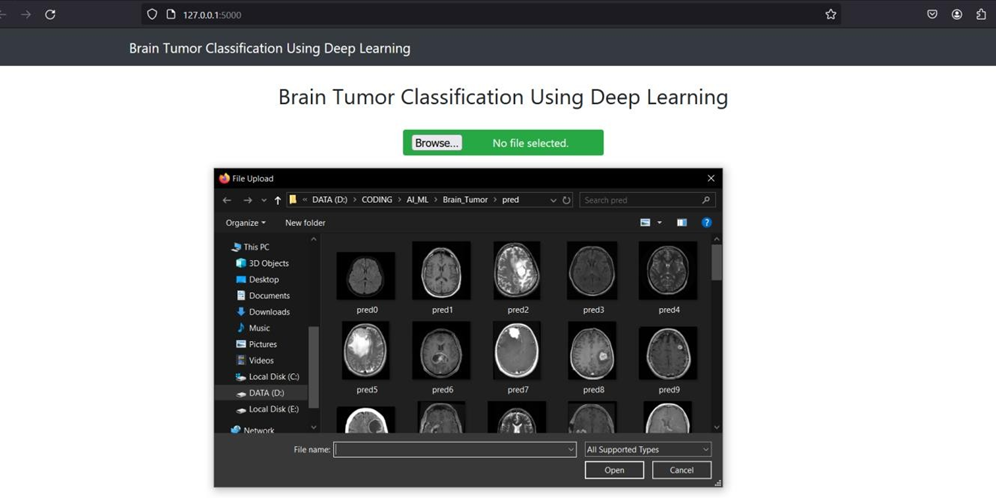 127.0.0.1:5000
Brain Tumor Classification Using Deep Learning
Brain Tumor Classification Using Deep Learning
Browse... No file selected.
File Upload
« DATA (D:) > CODING > AI_ML > Brain_Tumor > pred Search pred
Organize New folder
This PC
3D Objects
Desktop
Documents
Downloads
Music
Pictures
Videos
Local Disk (C:)
DATA (D:)
Local Disk (E:)
Network
pred0 pred1 pred2 pred3 pred4
pred5 pred6 pred7 pred8 pred9
File name: All Supported Types
Open Cancel